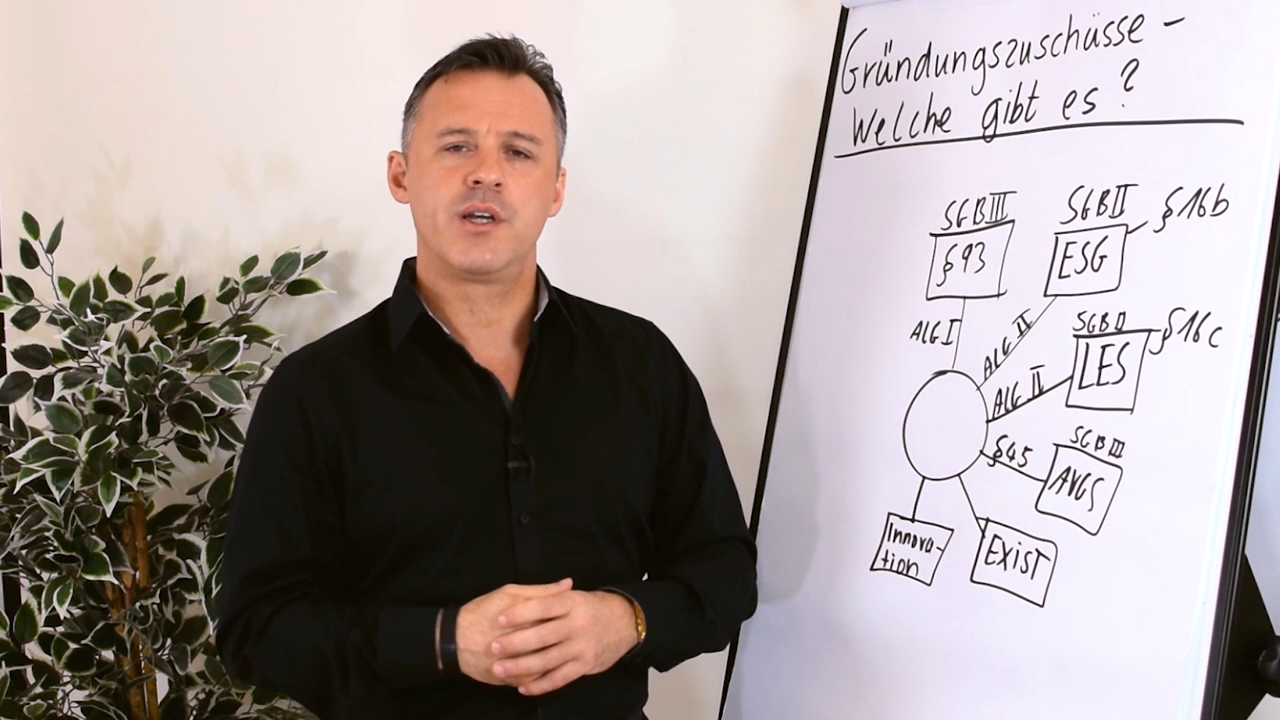 Gründungszuschüsse –
Welche gibt es?
SGB III
§ 93
ALG I
SGB II
ESG
§ 16b
ALG II
SGB II
LES
§ 16c
ALG II
SGB III
AVGS
§ 45
EXIST
Innova-
tion